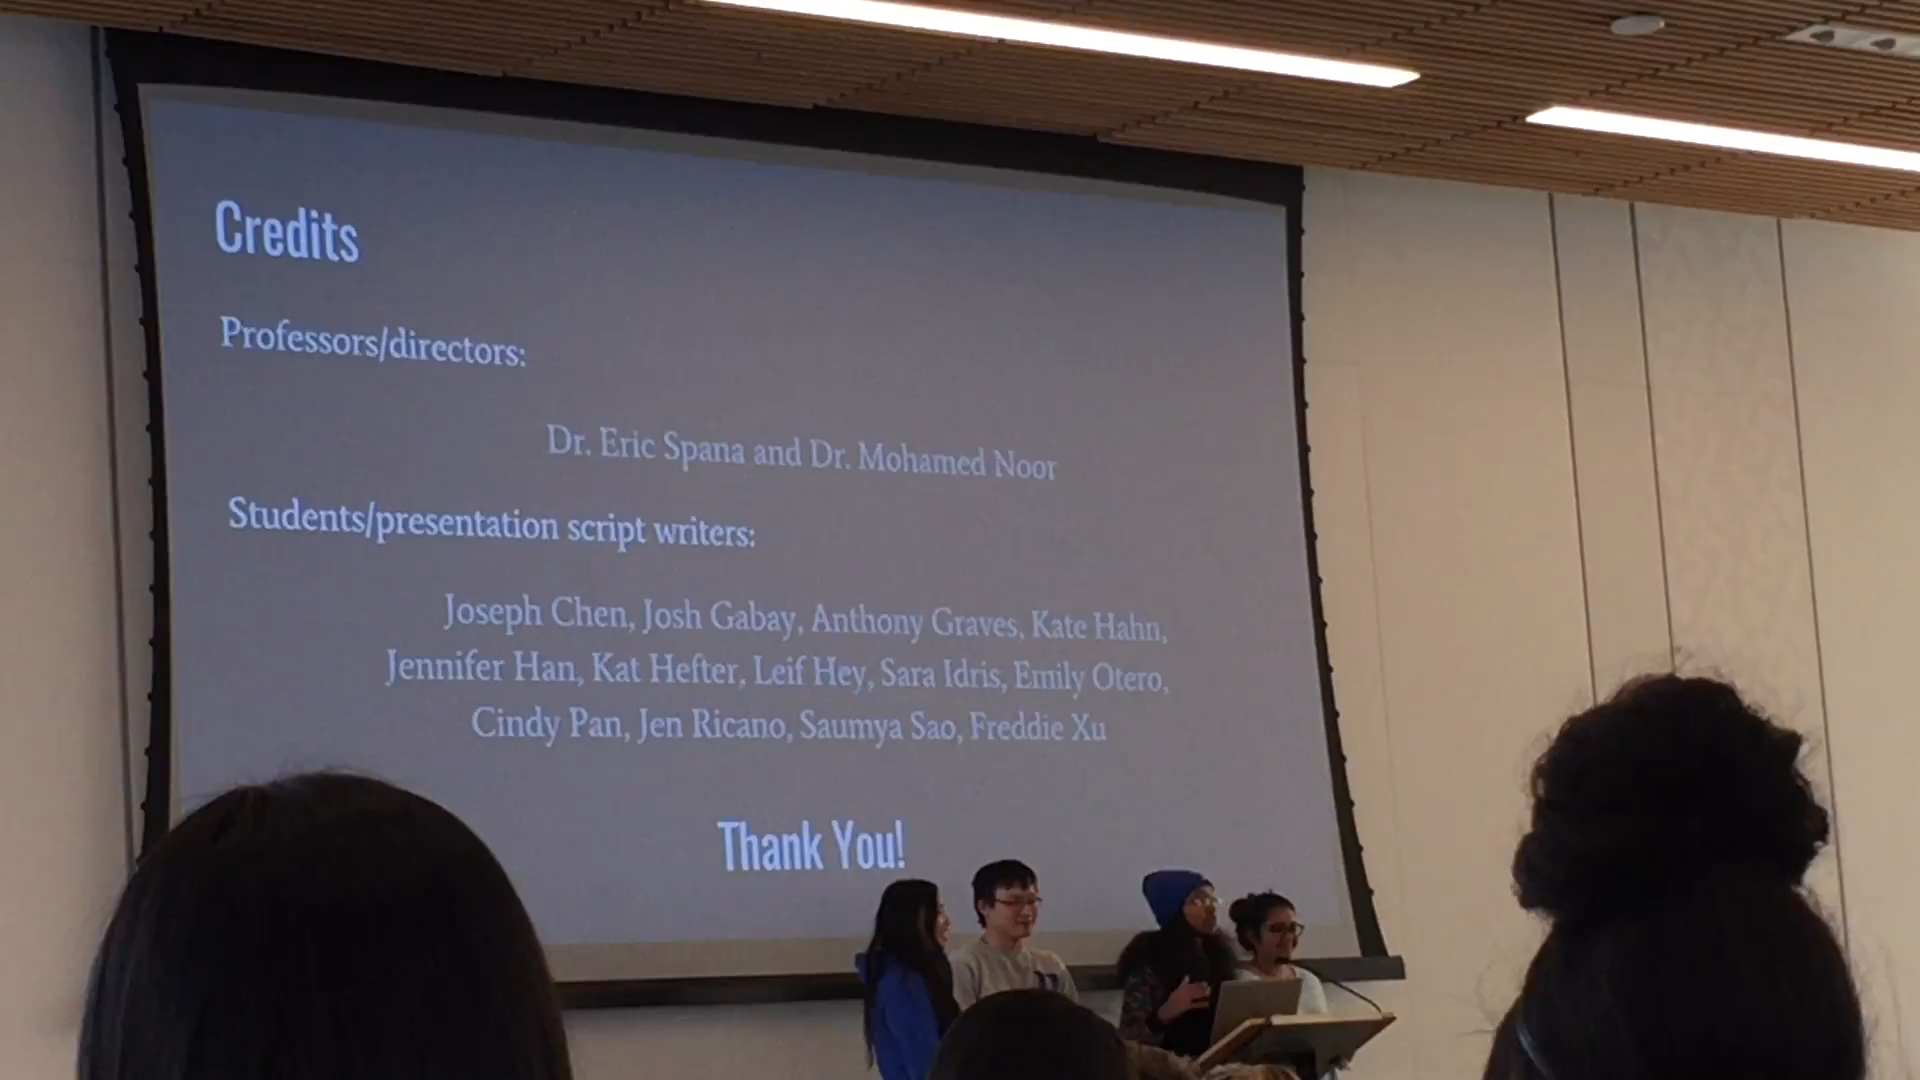 Credits
Professors/directors:
Dr. Eric Spana and Dr. Mohamed Noor
Students/presentation script writers:
Joseph Chen, Josh Gabay, Anthony Graves, Kate Hahn,
Jennifer Han, Kat Hefter, Leif Hey, Sara Idris, Emily Otero,
Cindy Pan, Jen Ricano, Saumya Sao, Freddie Xu
Thank You!